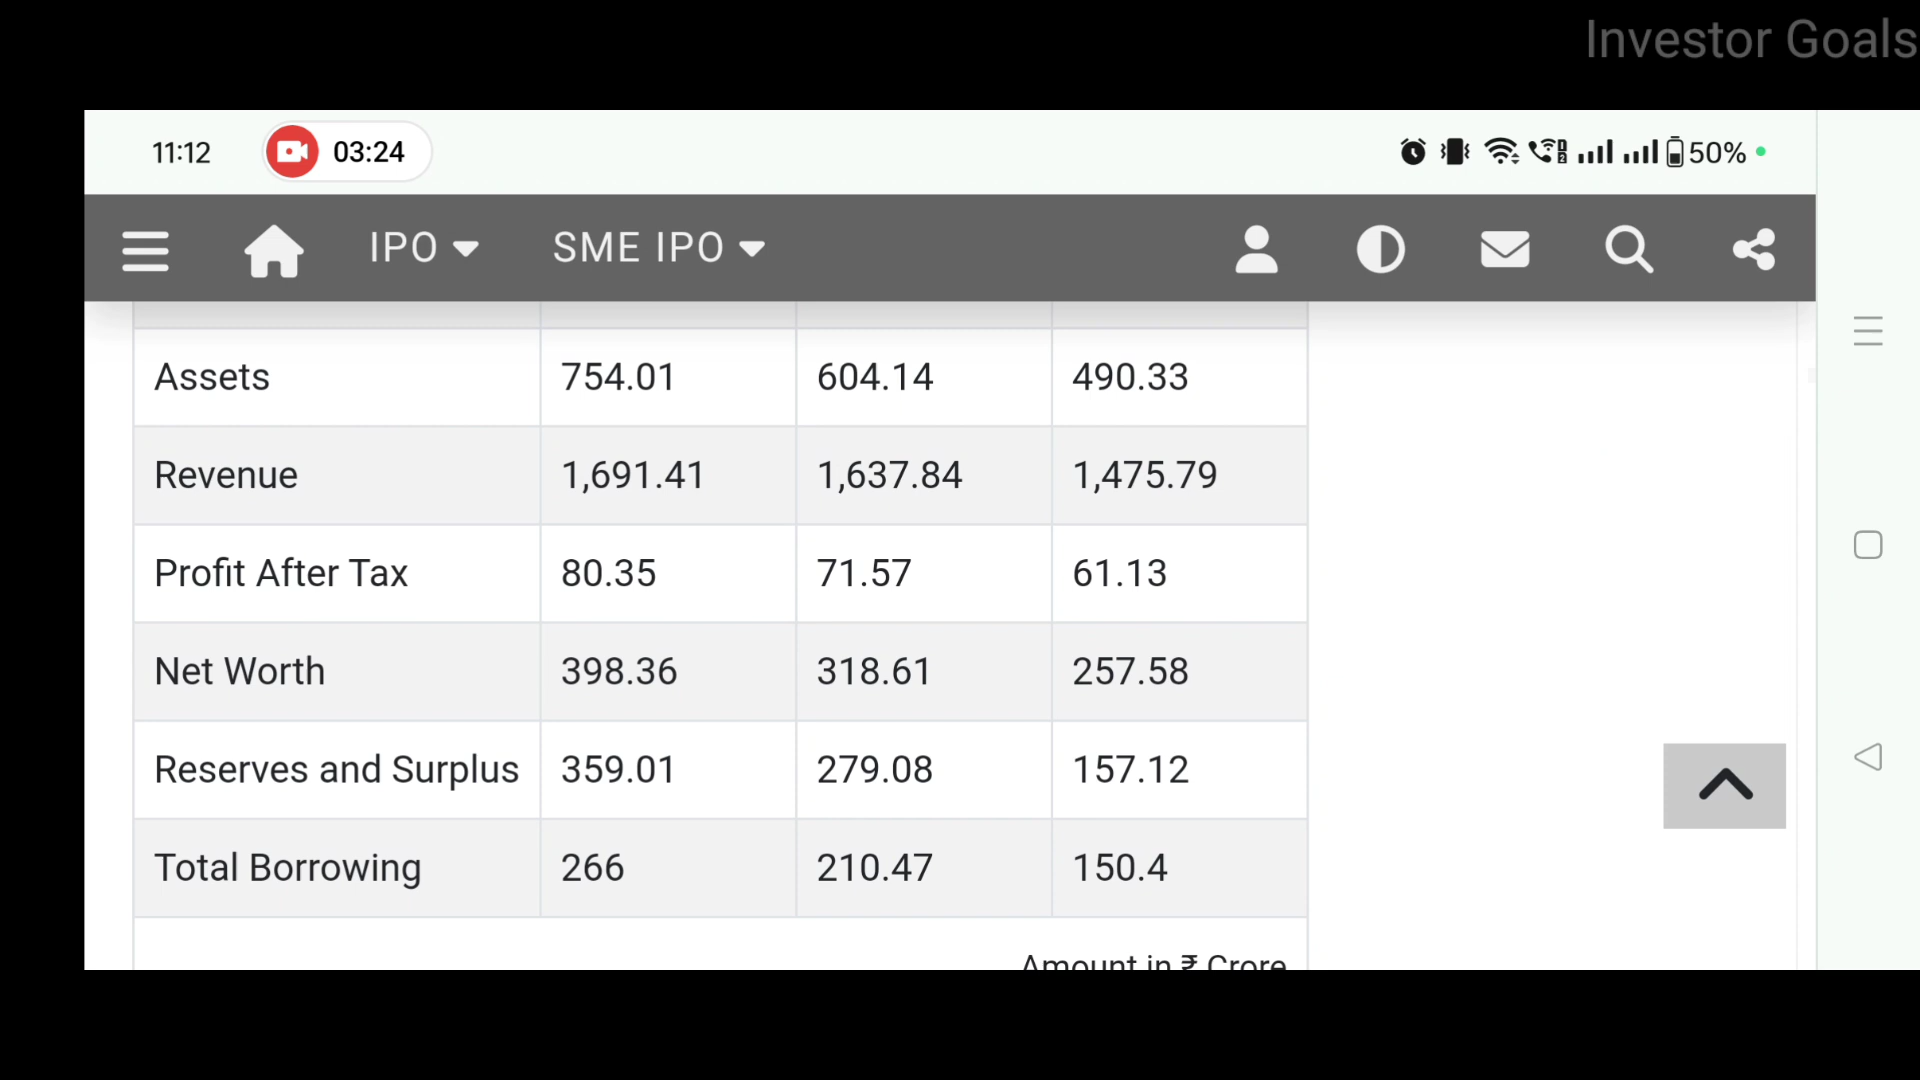 Investor Goals
11:12 03:24 50%
IPO SME IPO
Assets 754.01 604.14 490.33
Revenue 1,691.41 1,637.84 1,475.79
Profit After Tax 80.35 71.57 61.13
Net Worth 398.36 318.61 257.58
Reserves and Surplus 359.01 279.08 157.12
Total Borrowing 266 210.47 150.4
Amount in ₹ Crore